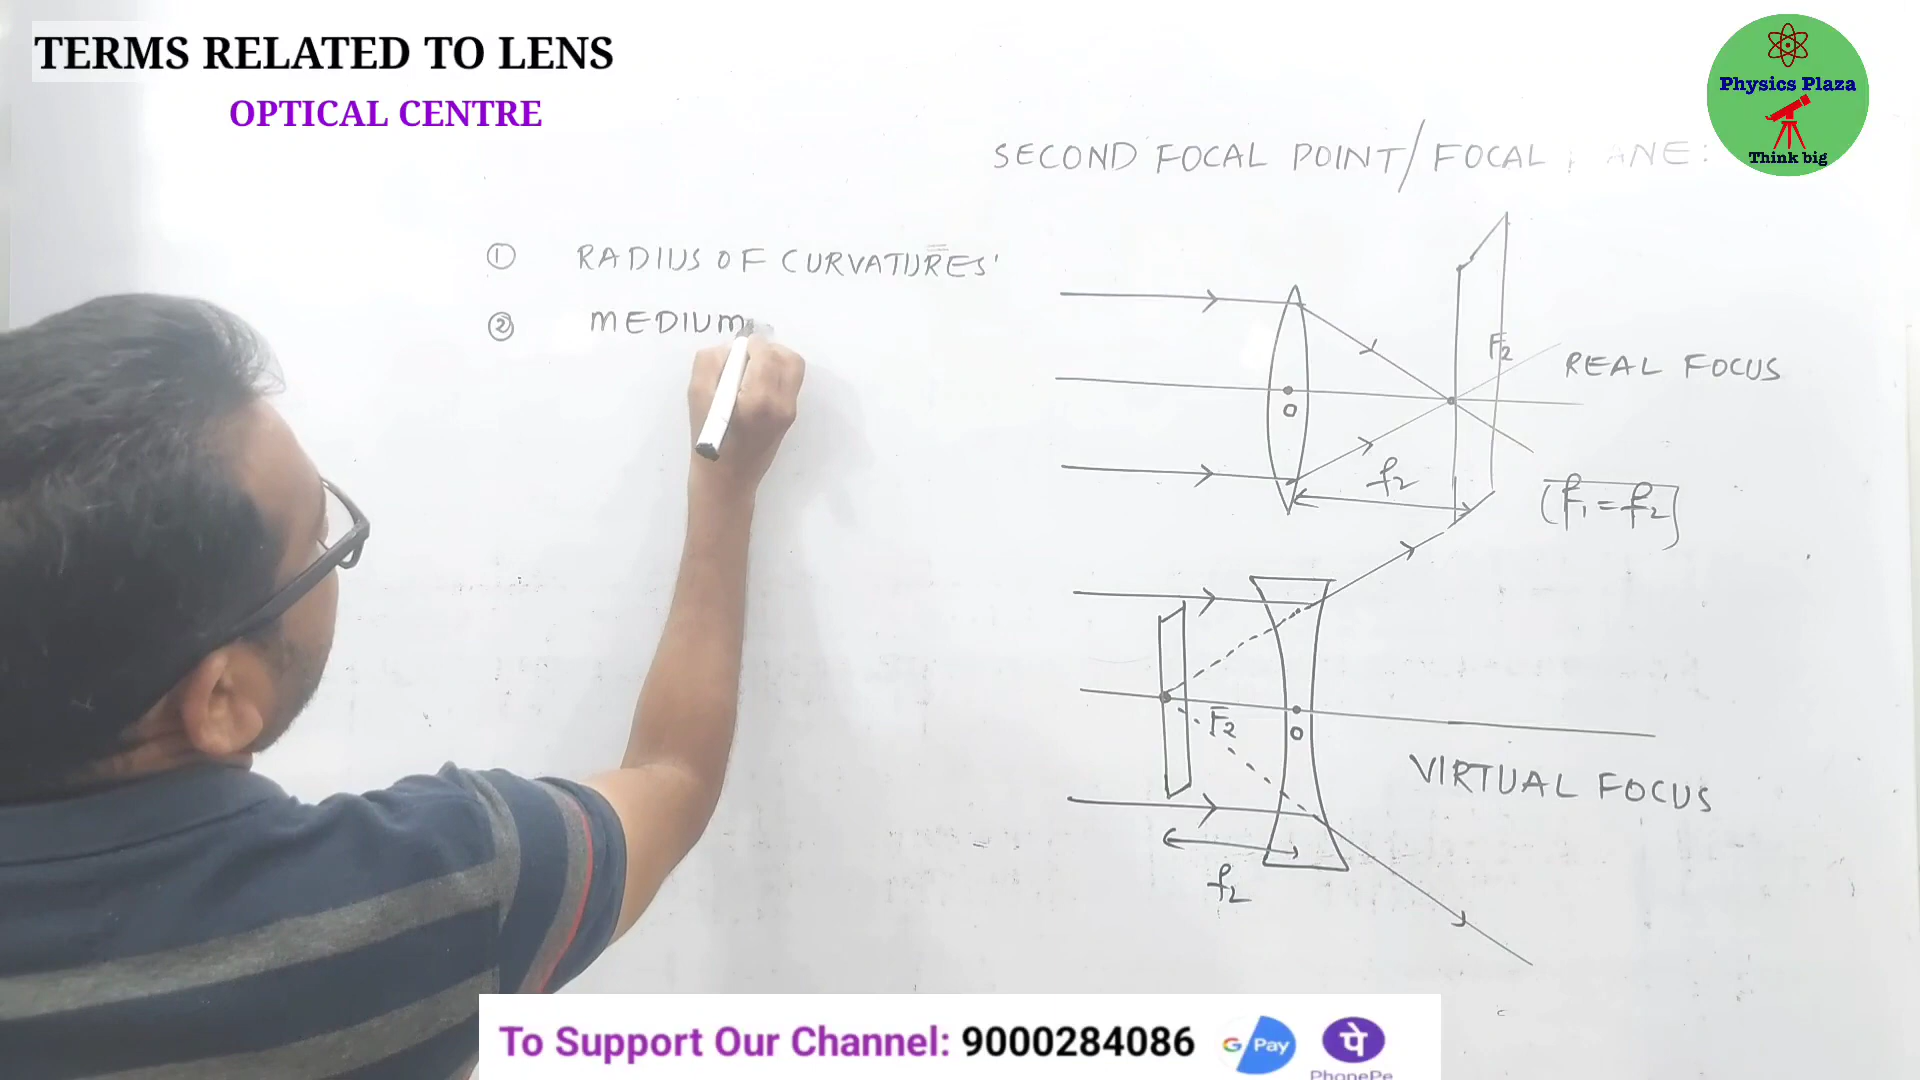 TERMS RELATED TO LENS
OPTICAL CENTRE
Physics Plaza
Think big
SECOND FOCAL POINT/FOCAL ANE:
① RADIUS OF CURVATURES'
② MEDIUM
F2
REAL FOCUS
O
f2
(f1 = f2)
F2
O
VIRTUAL FOCUS
f2
To Support Our Channel: 9000284086
G Pay
पे
PhonePe